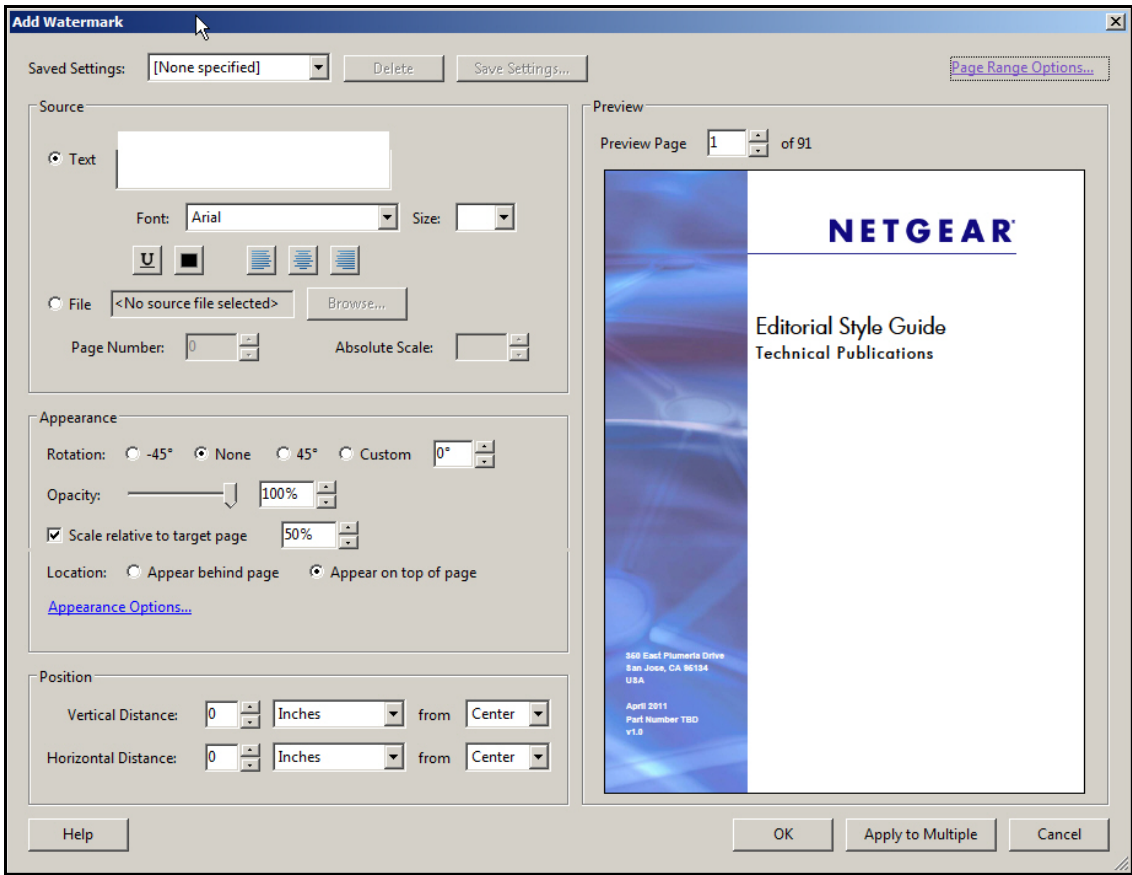 Add Watermark
Saved Settings: [None specified] Delete Save Settings... Page Range Options...
Source
Text
Font: Arial Size:
U
File <No source file selected> Browse...
Page Number: 0 Absolute Scale:
Appearance
Rotation: -45° None 45° Custom 0°
Opacity: 100%
Scale relative to target page 50%
Location: Appear behind page Appear on top of page
Appearance Options...
Position
Vertical Distance: 0 Inches from Center
Horizontal Distance: 0 Inches from Center
Preview
Preview Page 1 of 91
NETGEAR
Editorial Style Guide
Technical Publications
350 East Plumeria Drive
San Jose, CA 95134
USA
April 2011
Part Number TBD
v1.0
Help OK Apply to Multiple Cancel